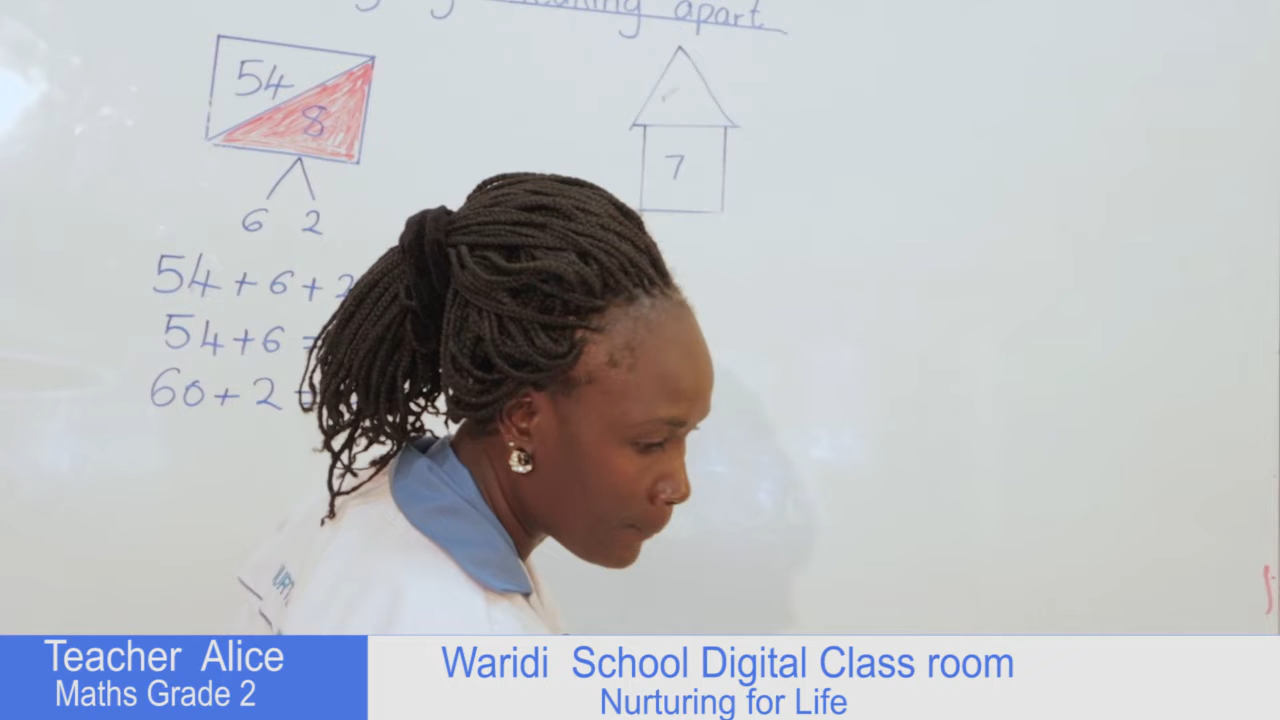 apart
54
8
7
6 2
54 + 6 + 2
54 + 6 =
60 + 2 =
Teacher Alice
Maths Grade 2
Waridi School Digital Class room
Nurturing for Life